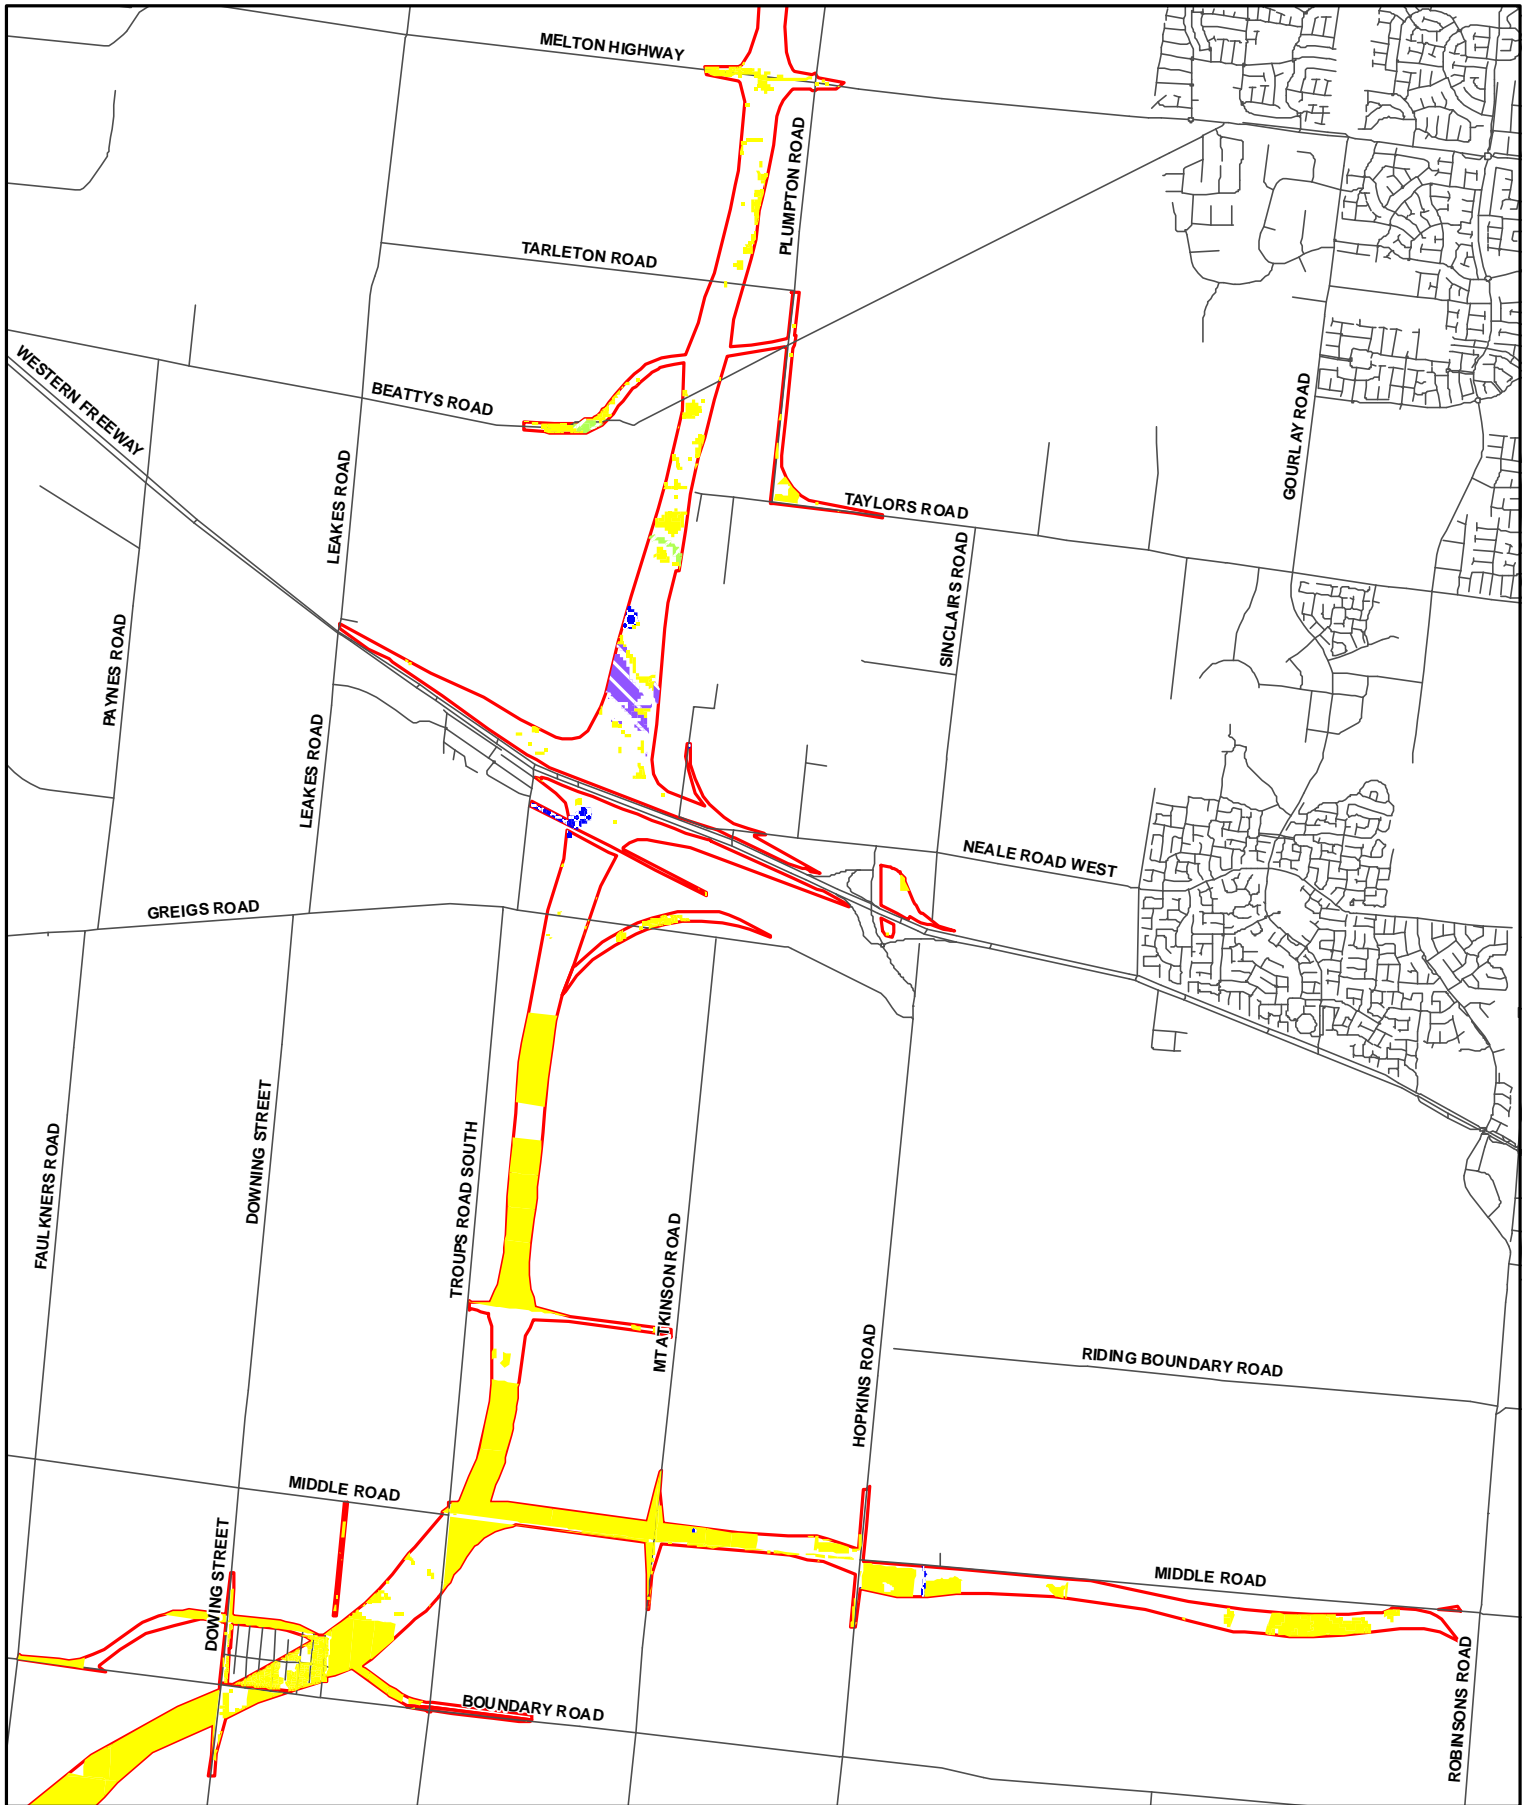 MELTON HIGHWAY
PLUMPTON ROAD
TARLETON ROAD
WESTERN FREEWAY
BEATTYS ROAD
GOURLAY ROAD
LEAKES ROAD
TAYLORS ROAD
SINCLAIRS ROAD
PAYNES ROAD
LEAKES ROAD
NEALE ROAD WEST
GREIGS ROAD
FAULKNERS ROAD
DOWNING STREET
TROUPS ROAD SOUTH
MT ATKINSON ROAD
HOPKINS ROAD
RIDING BOUNDARY ROAD
MIDDLE ROAD
DOWING STREET
MIDDLE ROAD
BOUNDARY ROAD
ROBINSONS ROAD